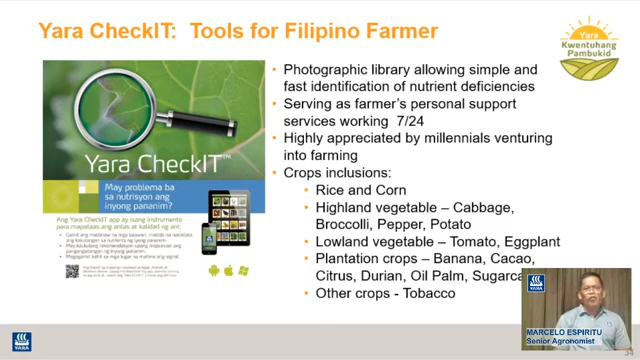 Yara CheckIT: Tools for Filipino Farmer
Yara
Kwentuhang
Pambukid
Photographic library allowing simple and
fast identification of nutrient deficiencies
Serving as farmer's personal support
services working 7/24
Highly appreciated by millennials venturing
into farming
Crops inclusions:
Rice and Corn
Highland vegetable – Cabbage,
Broccolli, Pepper, Potato
Lowland vegetable – Tomato, Eggplant
Plantation crops – Banana, Cacao,
Citrus, Durian, Oil Palm, Sugarca
Other crops - Tobacco
Yara CheckIT™
May problema ba
sa nutrisyon ang
inyong pananim?
Ang Yara CheckIT app ay isang instrumento
para mapataas ang antas at kalidad ng ani:
YARA
YARA
MARCELO ESPIRITU
Senior Agronomist
34